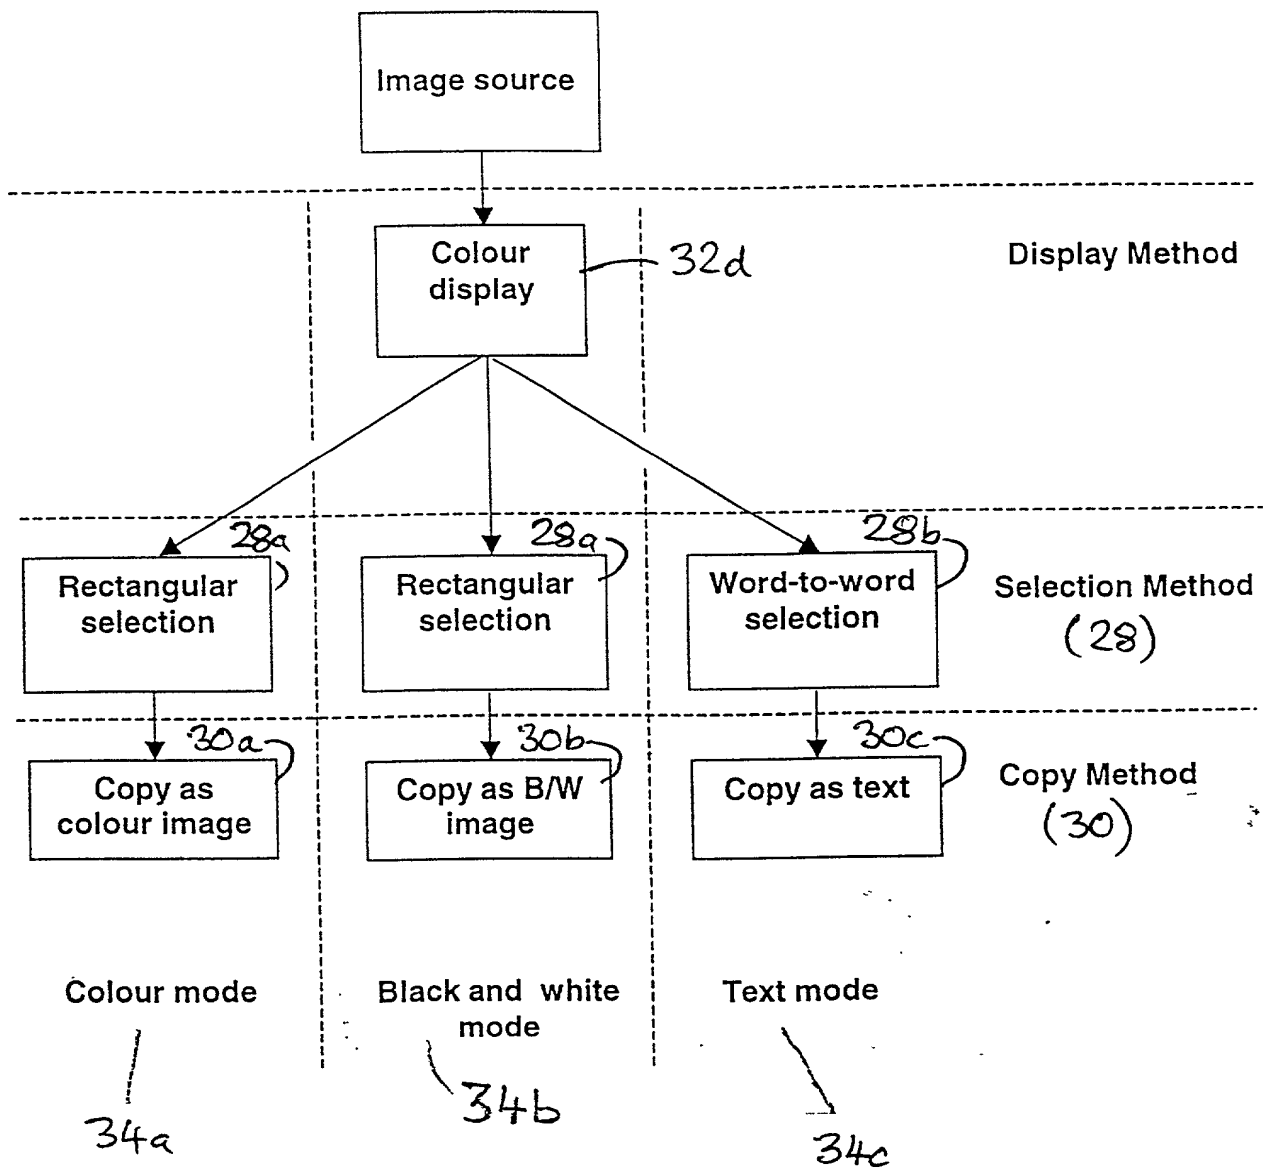 Image source
Colour
display
32d
Display Method
28a
28a
28b
Rectangular
selection
Rectangular
selection
Word-to-word
selection
Selection Method
(28)
30a
30b
30c
Copy as
colour image
Copy as B/W
image
Copy as text
Copy Method
(30)
Colour mode
Black and white
mode
Text mode
34a
34b
34c